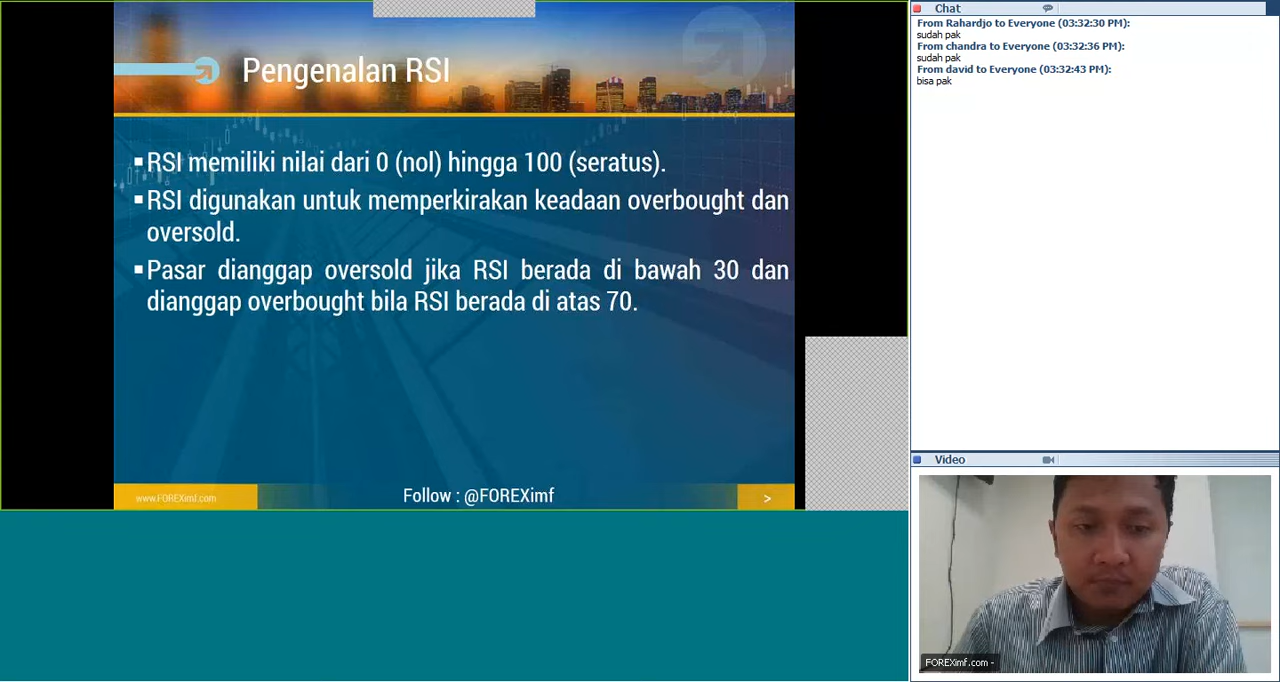 Pengenalan RSI
▪RSI memiliki nilai dari 0 (nol) hingga 100 (seratus).
▪RSI digunakan untuk memperkirakan keadaan overbought dan
oversold.
▪Pasar dianggap oversold jika RSI berada di bawah 30 dan
dianggap overbought bila RSI berada di atas 70.
www.FOREXimf.com
Follow : @FOREXimf
>
Chat
From Rahardjo to Everyone (03:32:30 PM):
sudah pak
From chandra to Everyone (03:32:36 PM):
sudah pak
From david to Everyone (03:32:43 PM):
bisa pak
Video
FOREXimf.com -